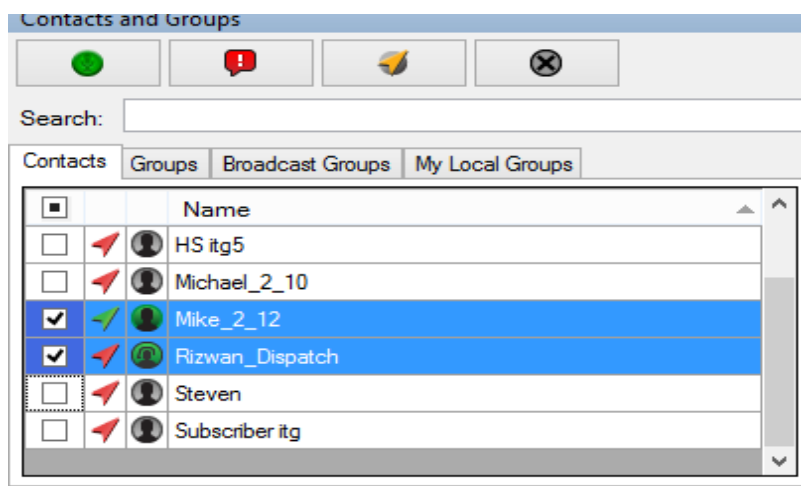 Contacts and Groups
Search:
Contacts Groups Broadcast Groups My Local Groups
Name
HS itg5
Michael_2_10
Mike_2_12
Rizwan_Dispatch
Steven
Subscriber itg